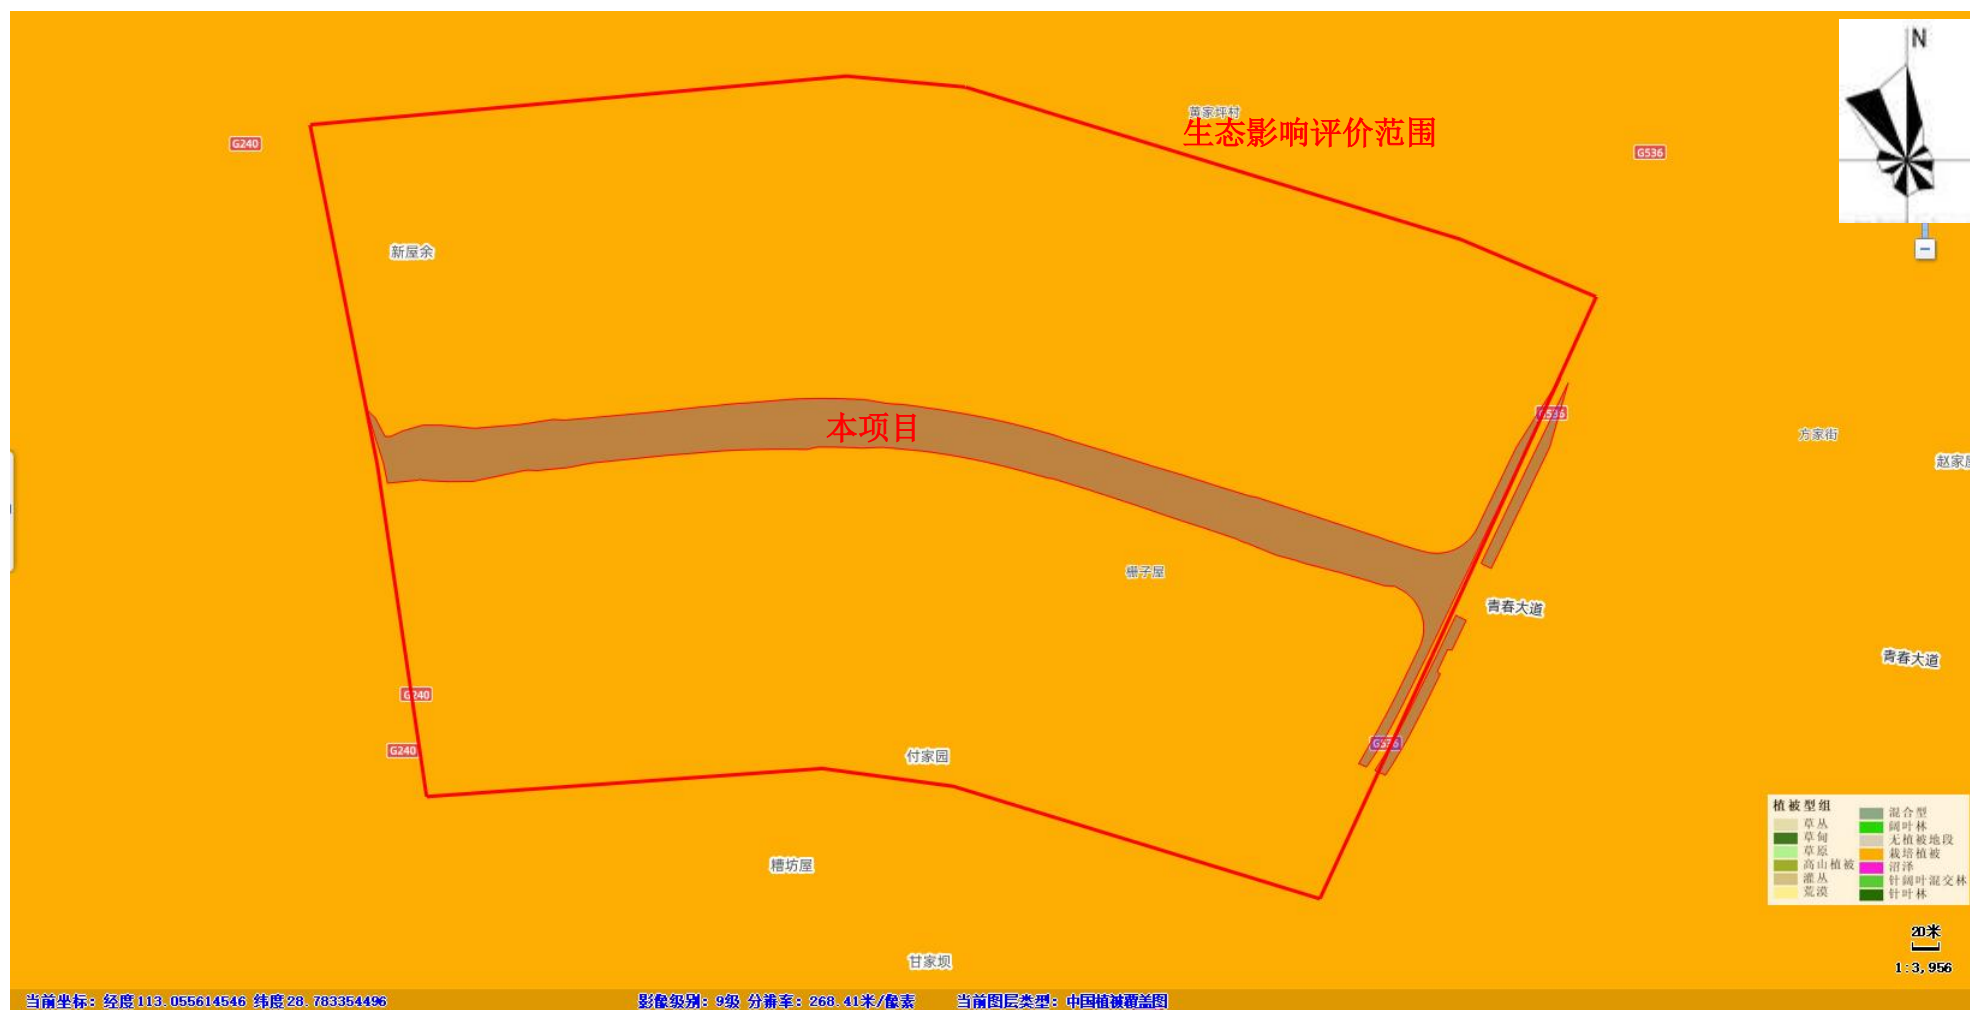 N
黄家坪村
生态影响评价范围
G240
G536
新屋余
本项目
G536
方家街
赵家
栅子屋
青春大道
青春大道
G240
G536
G240
付家园
糟坊屋
甘家坝
植被型组
草丛
草甸
草原
高山植被
灌丛
荒漠
混合型
阔叶林
无植被地段
栽培植被
沼泽
针阔叶混交林
针叶林
20米
1:3,956
当前坐标: 经度113.055614546 纬度28.783354496
影像级别: 9级 分辨率: 268.41米/像素
当前图层类型: 中国植被覆盖图